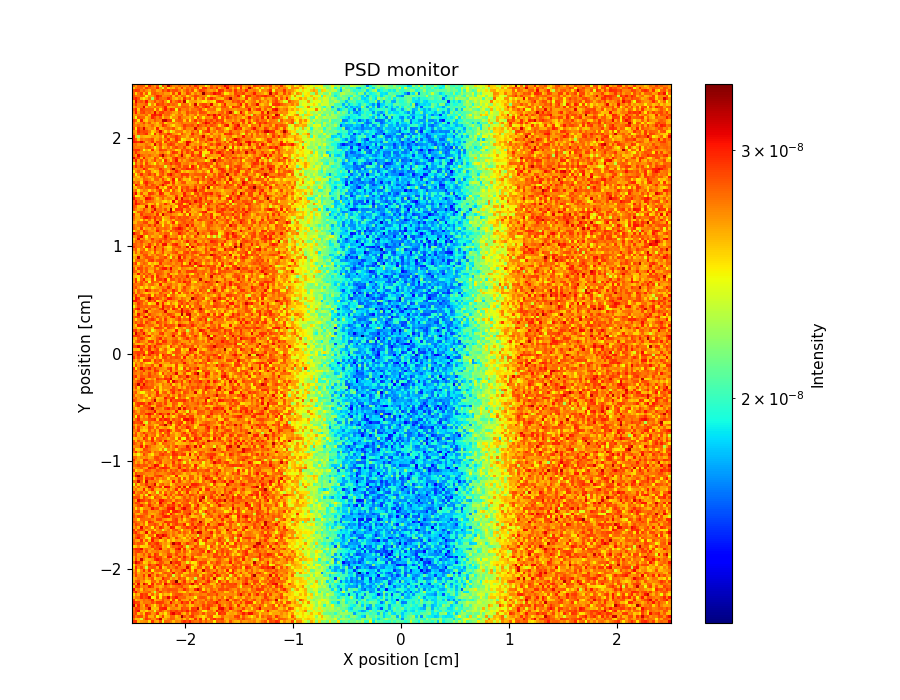 PSD monitor
2
1
0
−1
−2
Y position [cm]
−2
−1
0
1
2
X position [cm]
3 × 10⁻⁸
2 × 10⁻⁸
Intensity